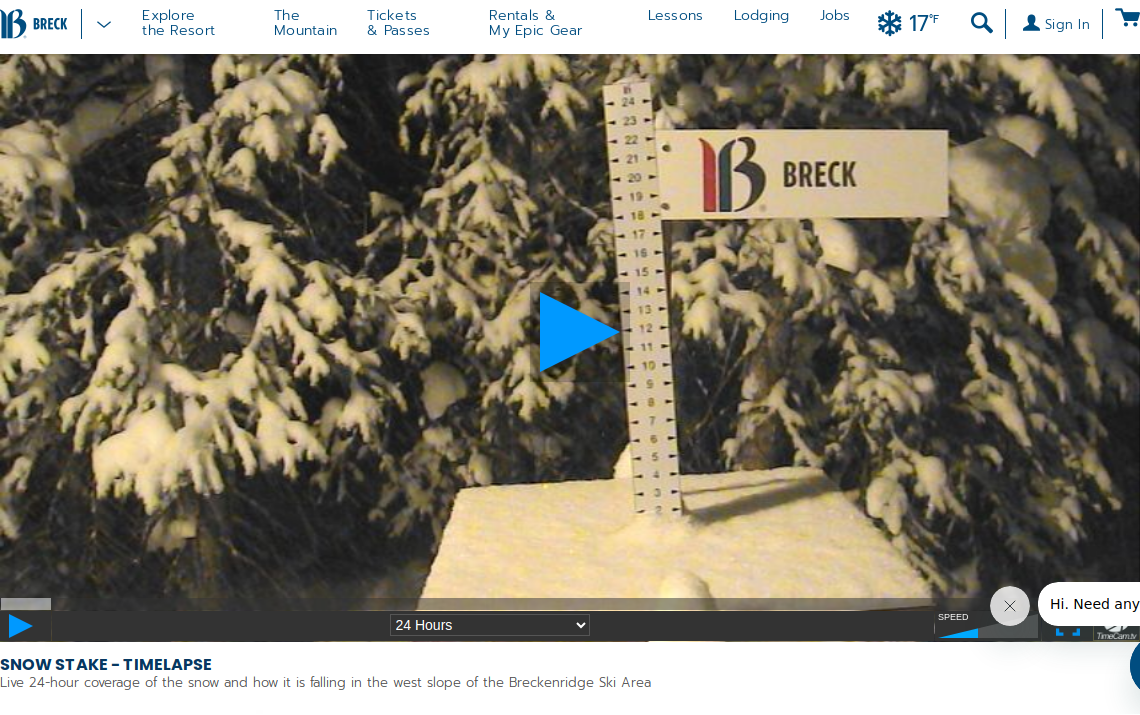 BRECK
Explore
the Resort
The
Mountain
Tickets
& Passes
Rentals &
My Epic Gear
Lessons
Lodging
Jobs
17°F
Sign In
24
23
22
21
20
19
18
17
16
15
14
13
12
11
10
9
8
7
6
5
4
3
2
B BRECK
Hi. Need any
24 Hours
SPEED
TimeCam.tv
SNOW STAKE - TIMELAPSE
Live 24-hour coverage of the snow and how it is falling in the west slope of the Breckenridge Ski Area